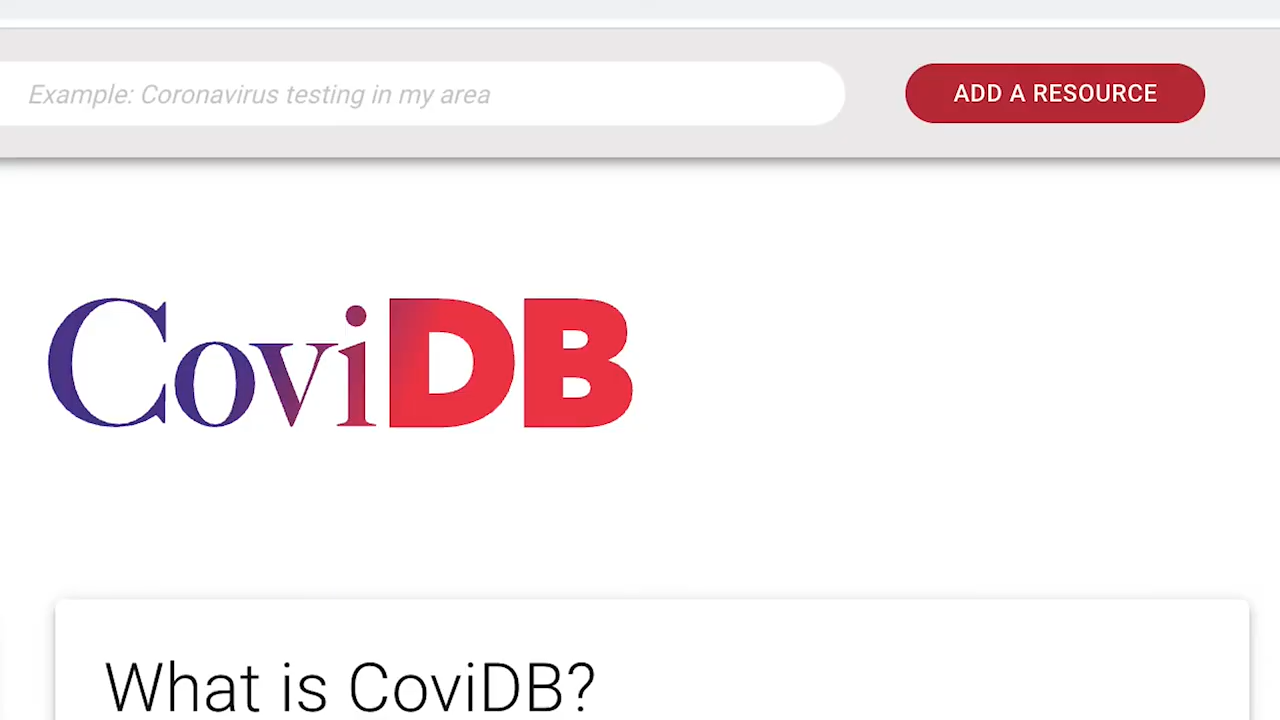 Example: Coronavirus testing in my area
ADD A RESOURCE
CoviDB
What is CoviDB?